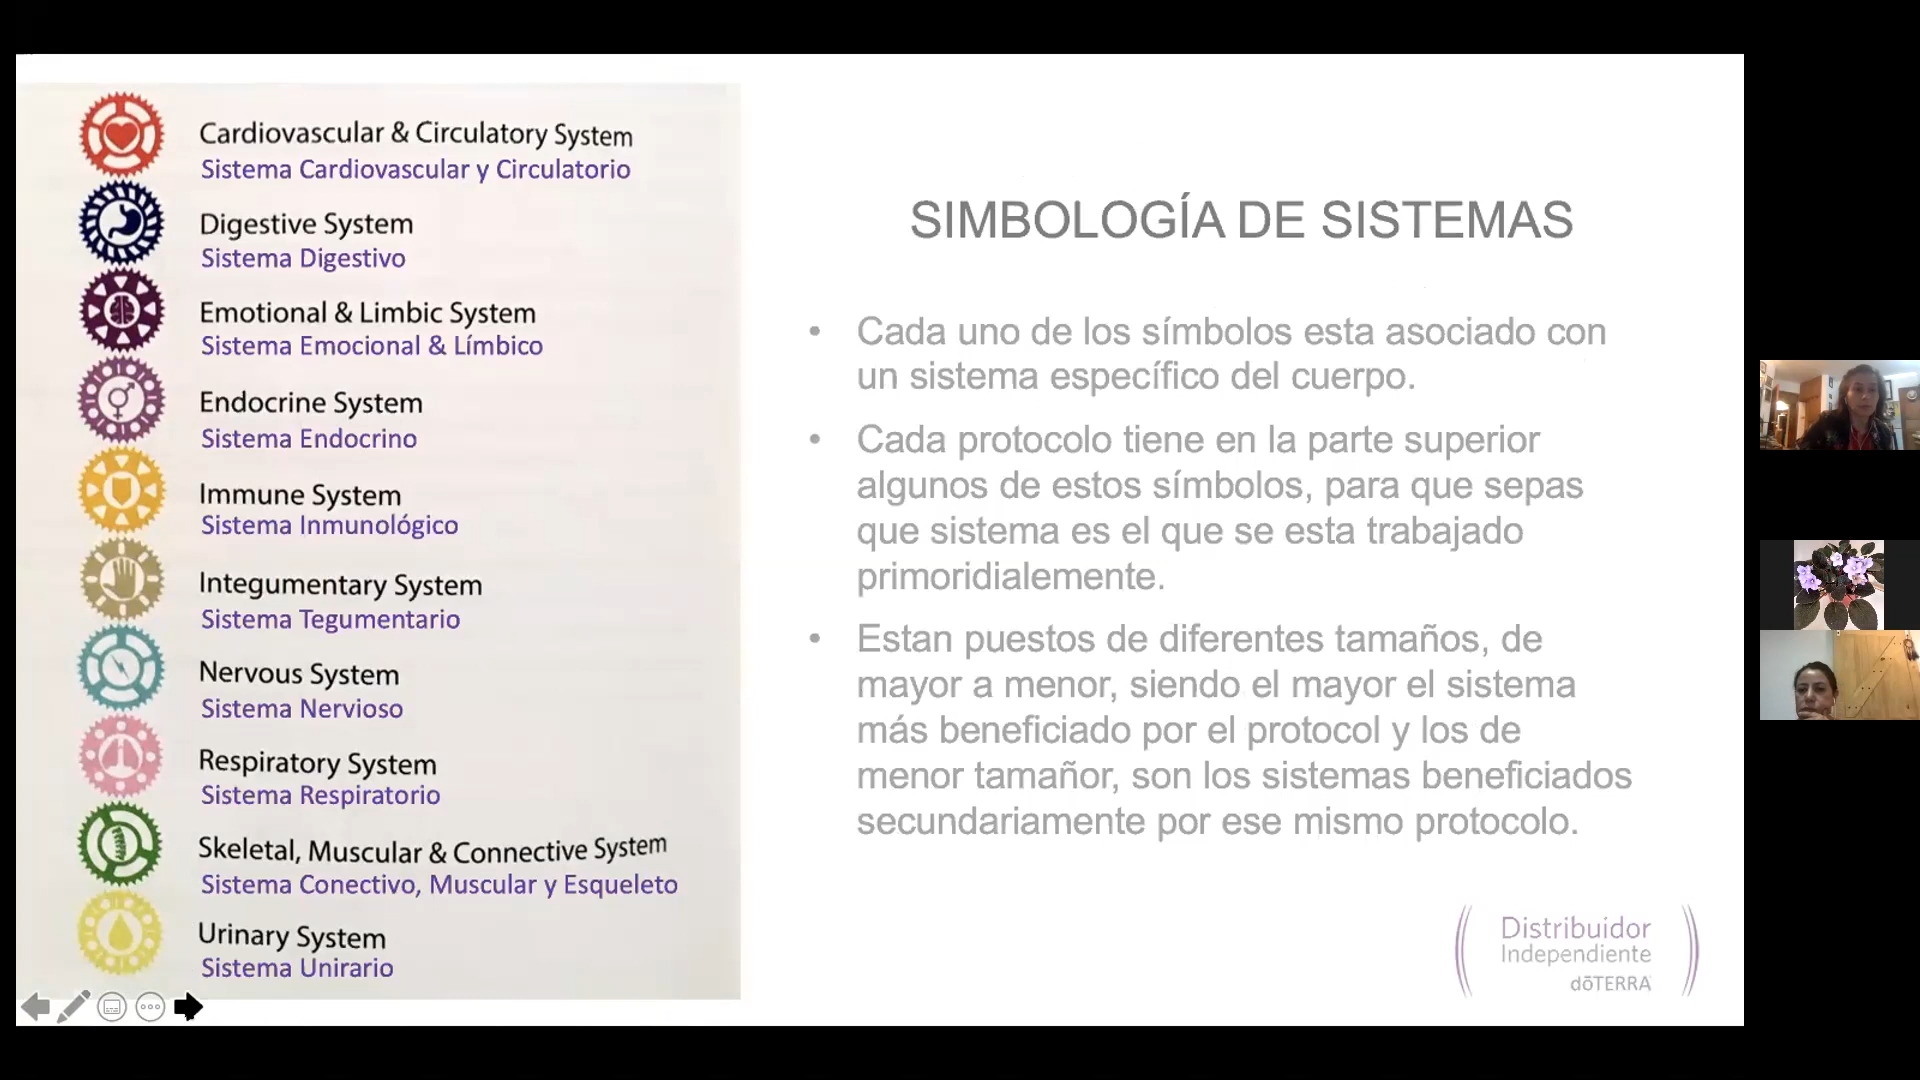 Cardiovascular & Circulatory System
Sistema Cardiovascular y Circulatorio
Digestive System
Sistema Digestivo
Emotional & Limbic System
Sistema Emocional & Límbico
Endocrine System
Sistema Endocrino
Immune System
Sistema Inmunológico
Integumentary System
Sistema Tegumentario
Nervous System
Sistema Nervioso
Respiratory System
Sistema Respiratorio
Skeletal, Muscular & Connective System
Sistema Conectivo, Muscular y Esqueleto
Urinary System
Sistema Unirario
SIMBOLOGÍA DE SISTEMAS
• Cada uno de los símbolos esta asociado con
un sistema específico del cuerpo.
• Cada protocolo tiene en la parte superior
algunos de estos símbolos, para que sepas
que sistema es el que se esta trabajado
primoridialemente.
• Estan puestos de diferentes tamaños, de
mayor a menor, siendo el mayor el sistema
más beneficiado por el protocol y los de
menor tamañor, son los sistemas beneficiados
secundariamente por ese mismo protocolo.
Distribuidor
Independiente
dōTERRA